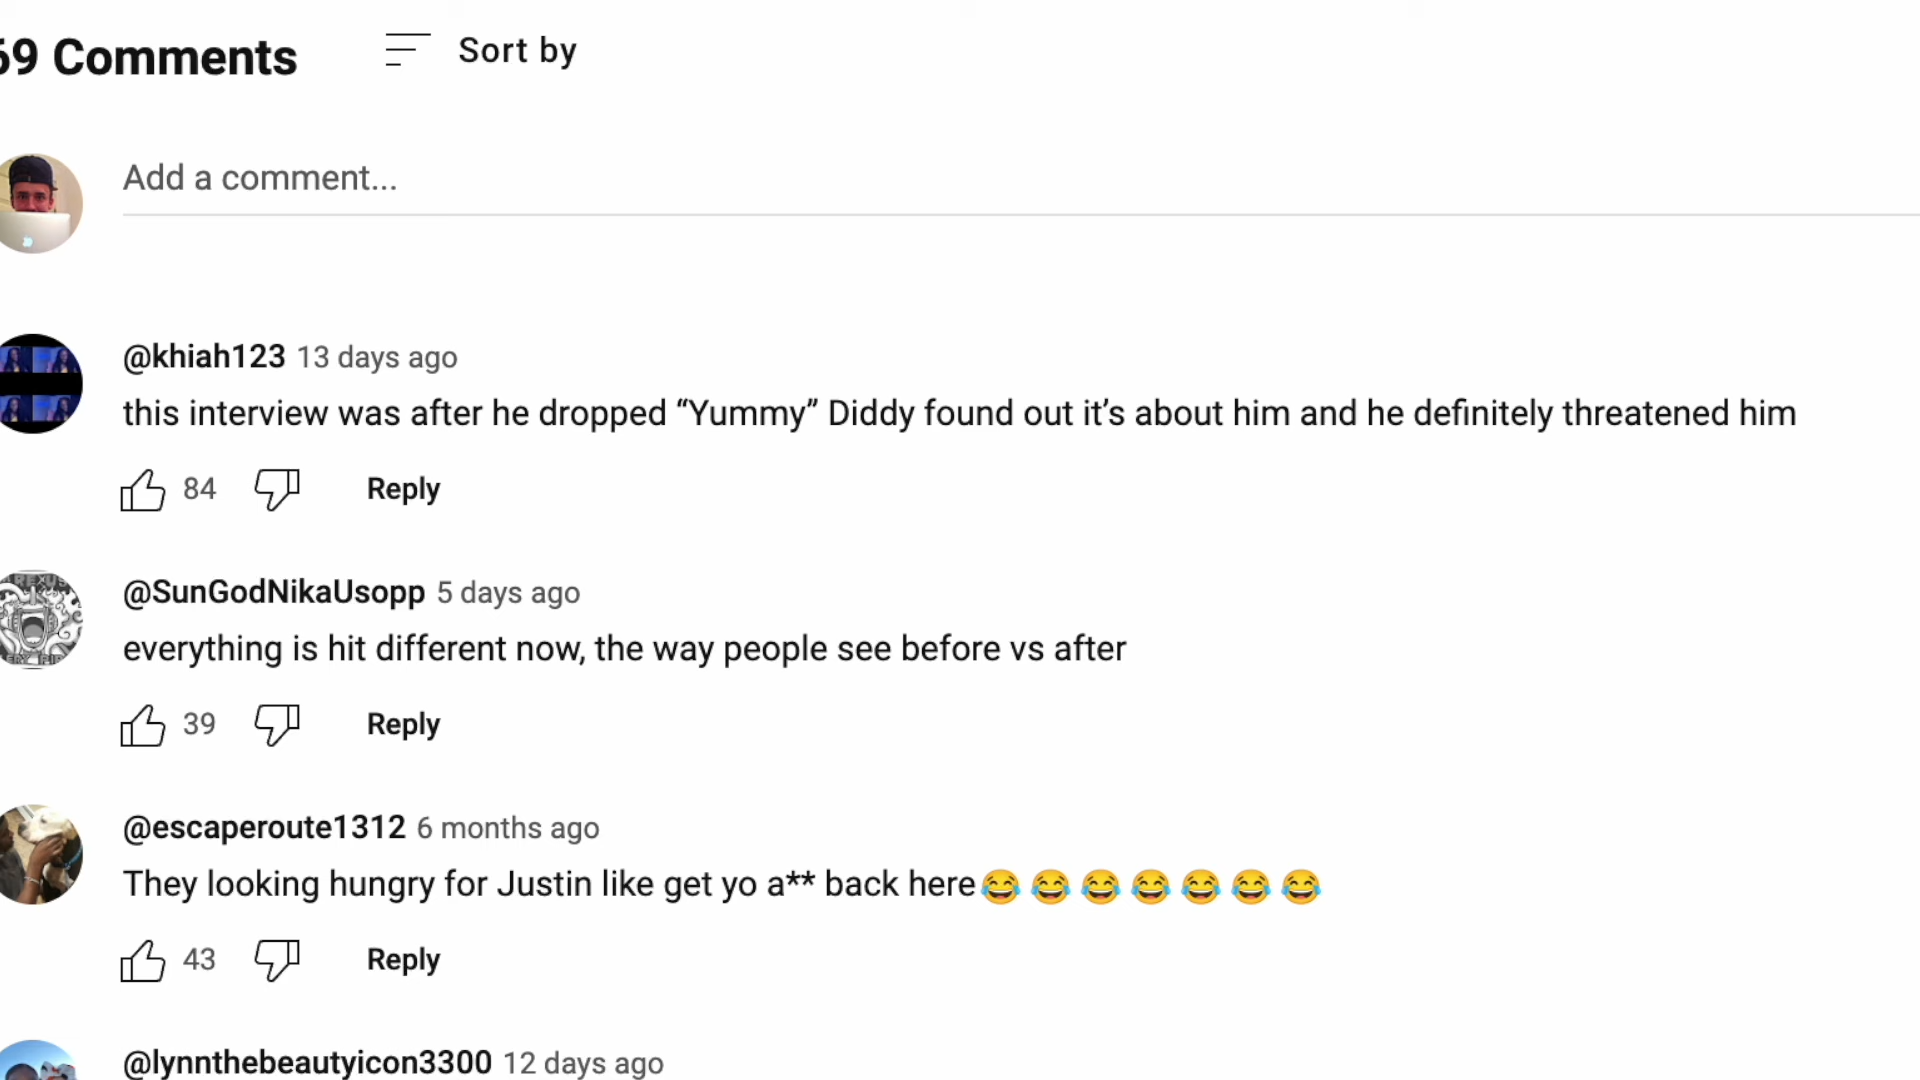 69 Comments
Sort by
Add a comment...
@khiah123 13 days ago
this interview was after he dropped “Yummy” Diddy found out it’s about him and he definitely threatened him
84
Reply
@SunGodNikaUsopp 5 days ago
everything is hit different now, the way people see before vs after
39
Reply
@escaperoute1312 6 months ago
They looking hungry for Justin like get yo a** back here😂😂😂😂😂😂😂
43
Reply
@lynnthebeautyicon3300 12 days ago